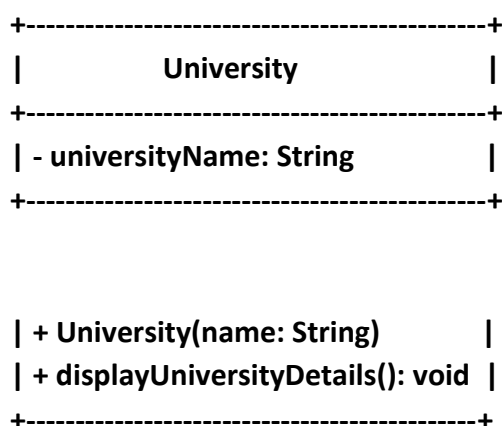 +-----------------------------------------------+
| University |
+-----------------------------------------------+
| - universityName: String |
+-----------------------------------------------+
| + University(name: String) |
| + displayUniversityDetails(): void |
+----------------------------------------------+